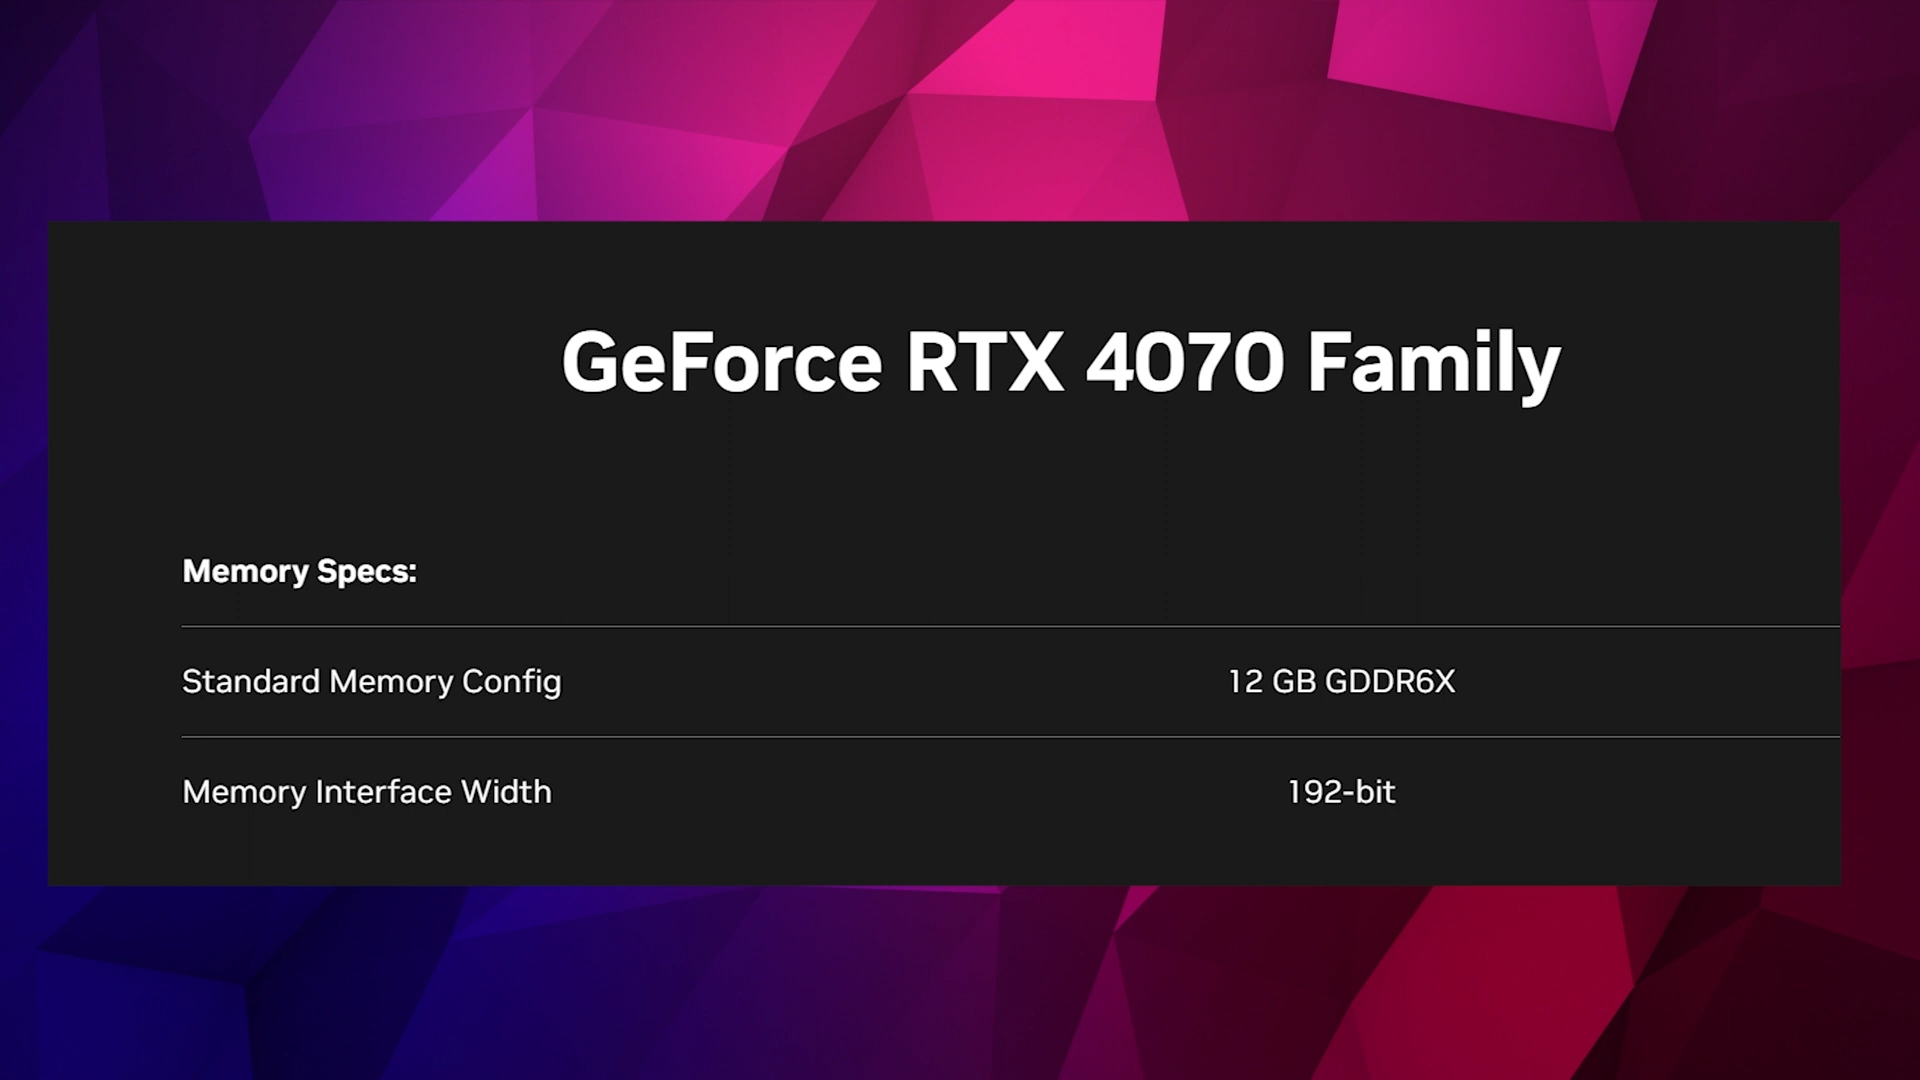 GeForce RTX 4070 Family
Memory Specs:
Standard Memory Config 12 GB GDDR6X
Memory Interface Width 192-bit